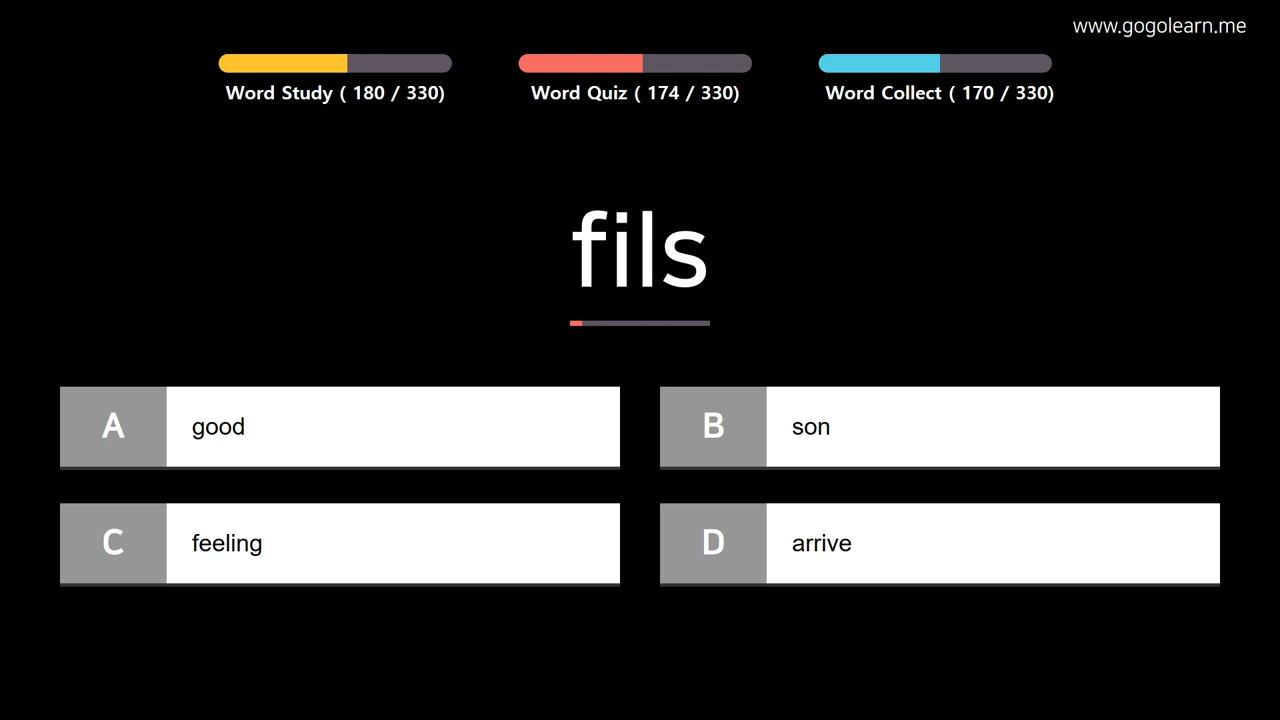 www.gogolearn.me
Word Study ( 180 / 330)
Word Quiz ( 174 / 330)
Word Collect ( 170 / 330)
fils
A good
B son
C feeling
D arrive